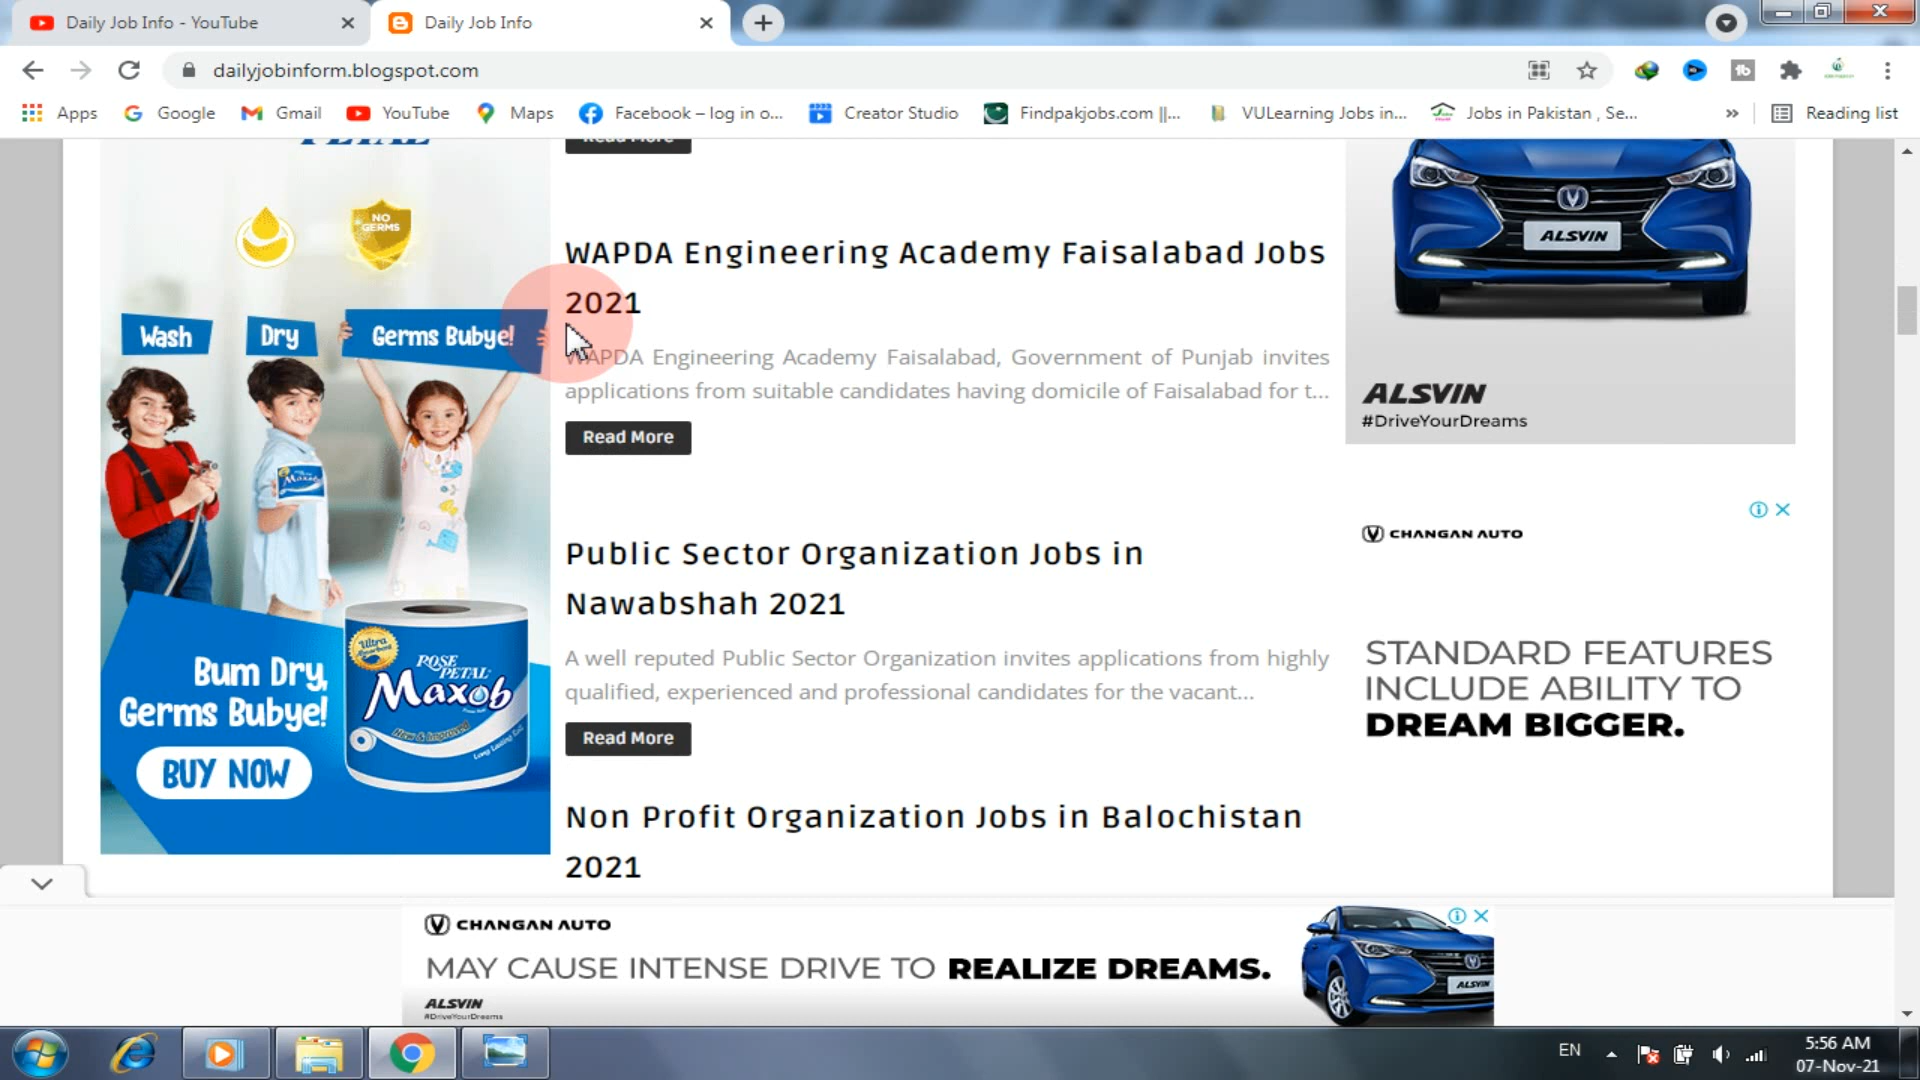 Daily Job Info - YouTube
Daily Job Info
dailyjobinform.blogspot.com
Apps
Google
Gmail
YouTube
Maps
Facebook – log in o...
Creator Studio
Findpakjobs.com ||...
VULearning Jobs in...
Jobs in Pakistan , Se...
»
Reading list
PETAL
Read More
NO GERMS
Wash
Dry
Germs Bubye!
Maxob
Bum Dry,
Germs Bubye!
BUY NOW
Ultra
ROSE
PETAL
Maxob
New & Improved
WAPDA Engineering Academy Faisalabad Jobs
2021
WAPDA Engineering Academy Faisalabad, Government of Punjab invites
applications from suitable candidates having domicile of Faisalabad for t...
Read More
Public Sector Organization Jobs in
Nawabshah 2021
A well reputed Public Sector Organization invites applications from highly
qualified, experienced and professional candidates for the vacant...
Read More
Non Profit Organization Jobs in Balochistan
2021
ALSVIN
ALSVIN
#DriveYourDreams
CHANGAN AUTO
STANDARD FEATURES
INCLUDE ABILITY TO
DREAM BIGGER.
CHANGAN AUTO
MAY CAUSE INTENSE DRIVE TO REALIZE DREAMS.
ALSVIN
#DriveYourDreams
ALSVIN
EN
5:56 AM
07-Nov-21